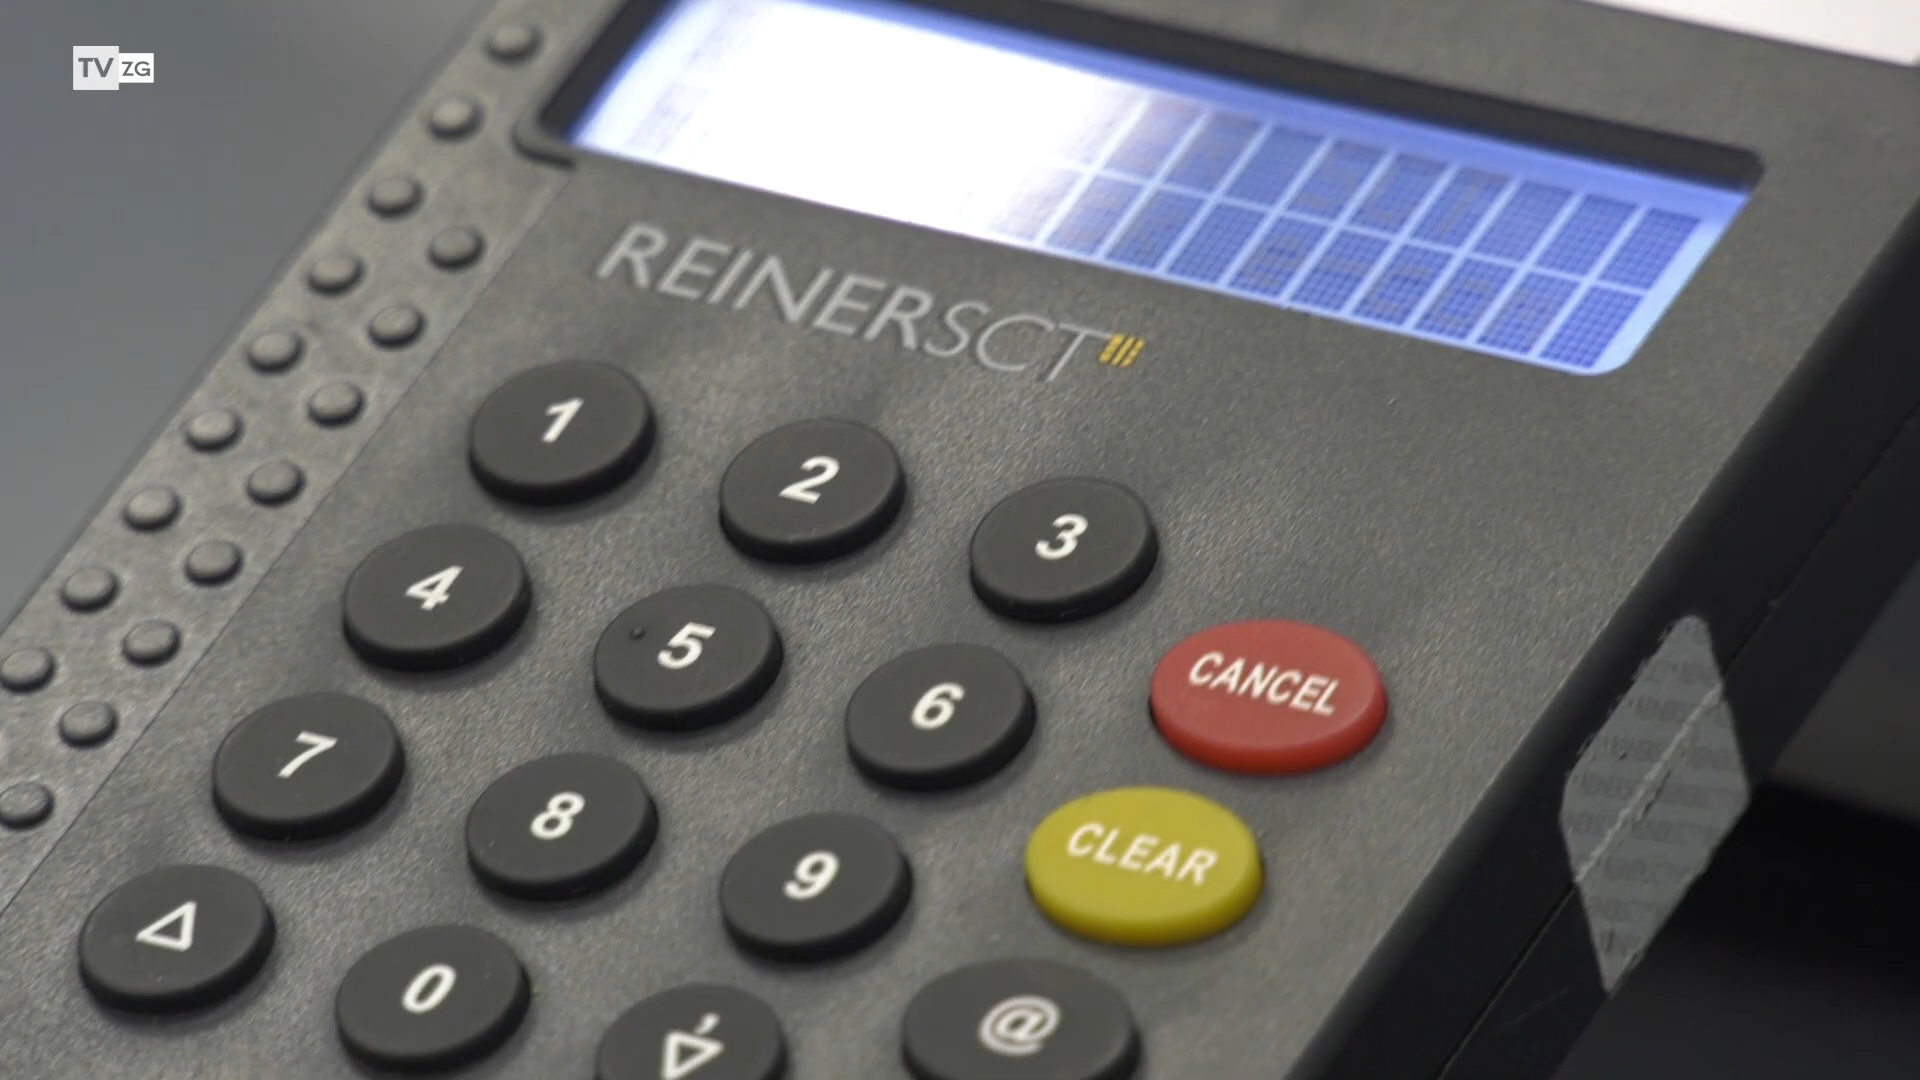 TV ZG
REINERSCT
1 2 3
4 5 6 CANCEL
7 8 9 CLEAR
0 @